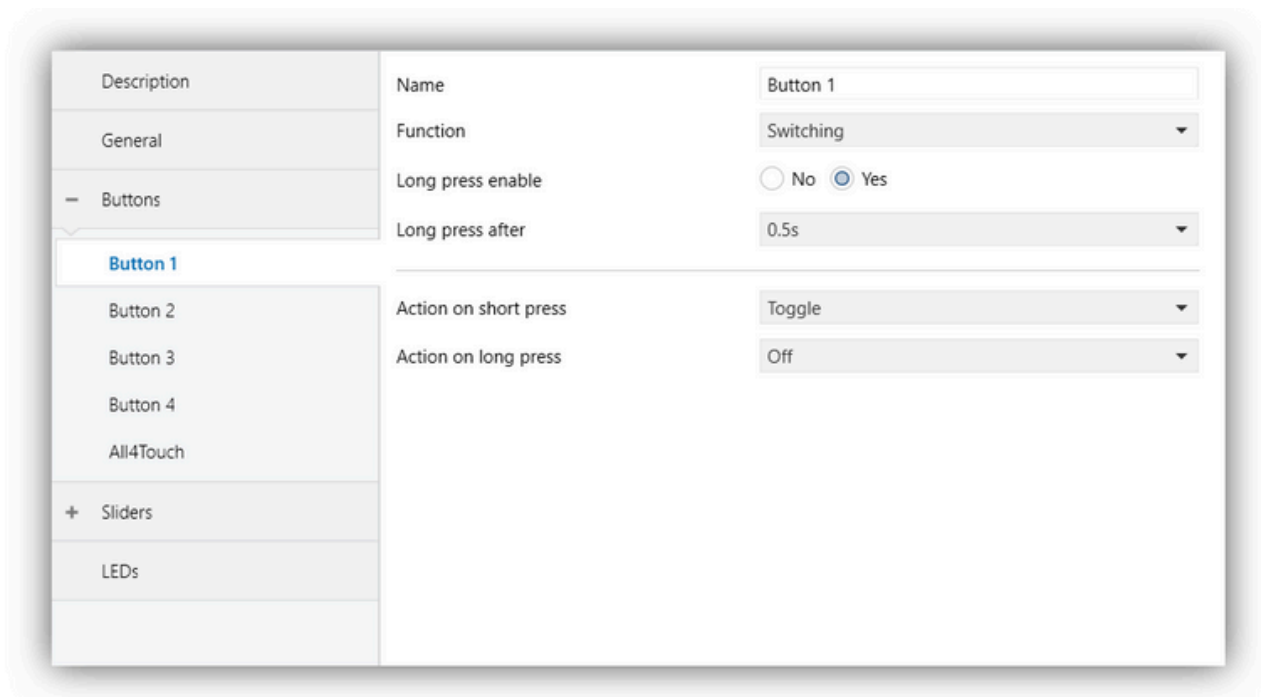 Description
General
Buttons
Button 1
Button 2
Button 3
Button 4
All4Touch
Sliders
LEDs
Name Button 1
Function Switching
Long press enable No Yes
Long press after 0.5s
Action on short press Toggle
Action on long press Off